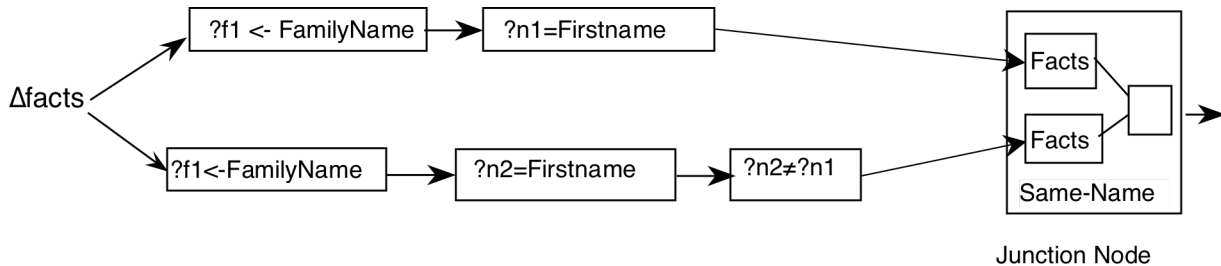 ?f1 <- FamilyName
?n1=Firstname
Facts
Δfacts
Facts
?f1<-FamilyName
?n2=Firstname
?n2≠?n1
Same-Name
Junction Node